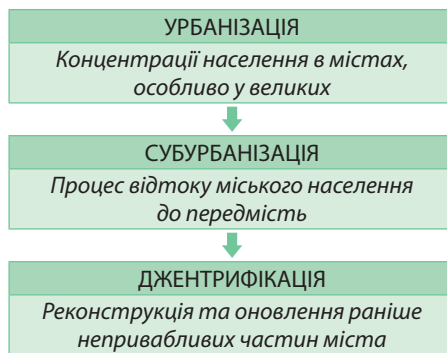 УРБАНІЗАЦІЯ
Концентрації населення в містах,
особливо у великих
СУБУРБАНІЗАЦІЯ
Процес відтоку міського населення
до передмість
ДЖЕНТРИФІКАЦІЯ
Реконструкція та оновлення раніше
непривабливих частин міста